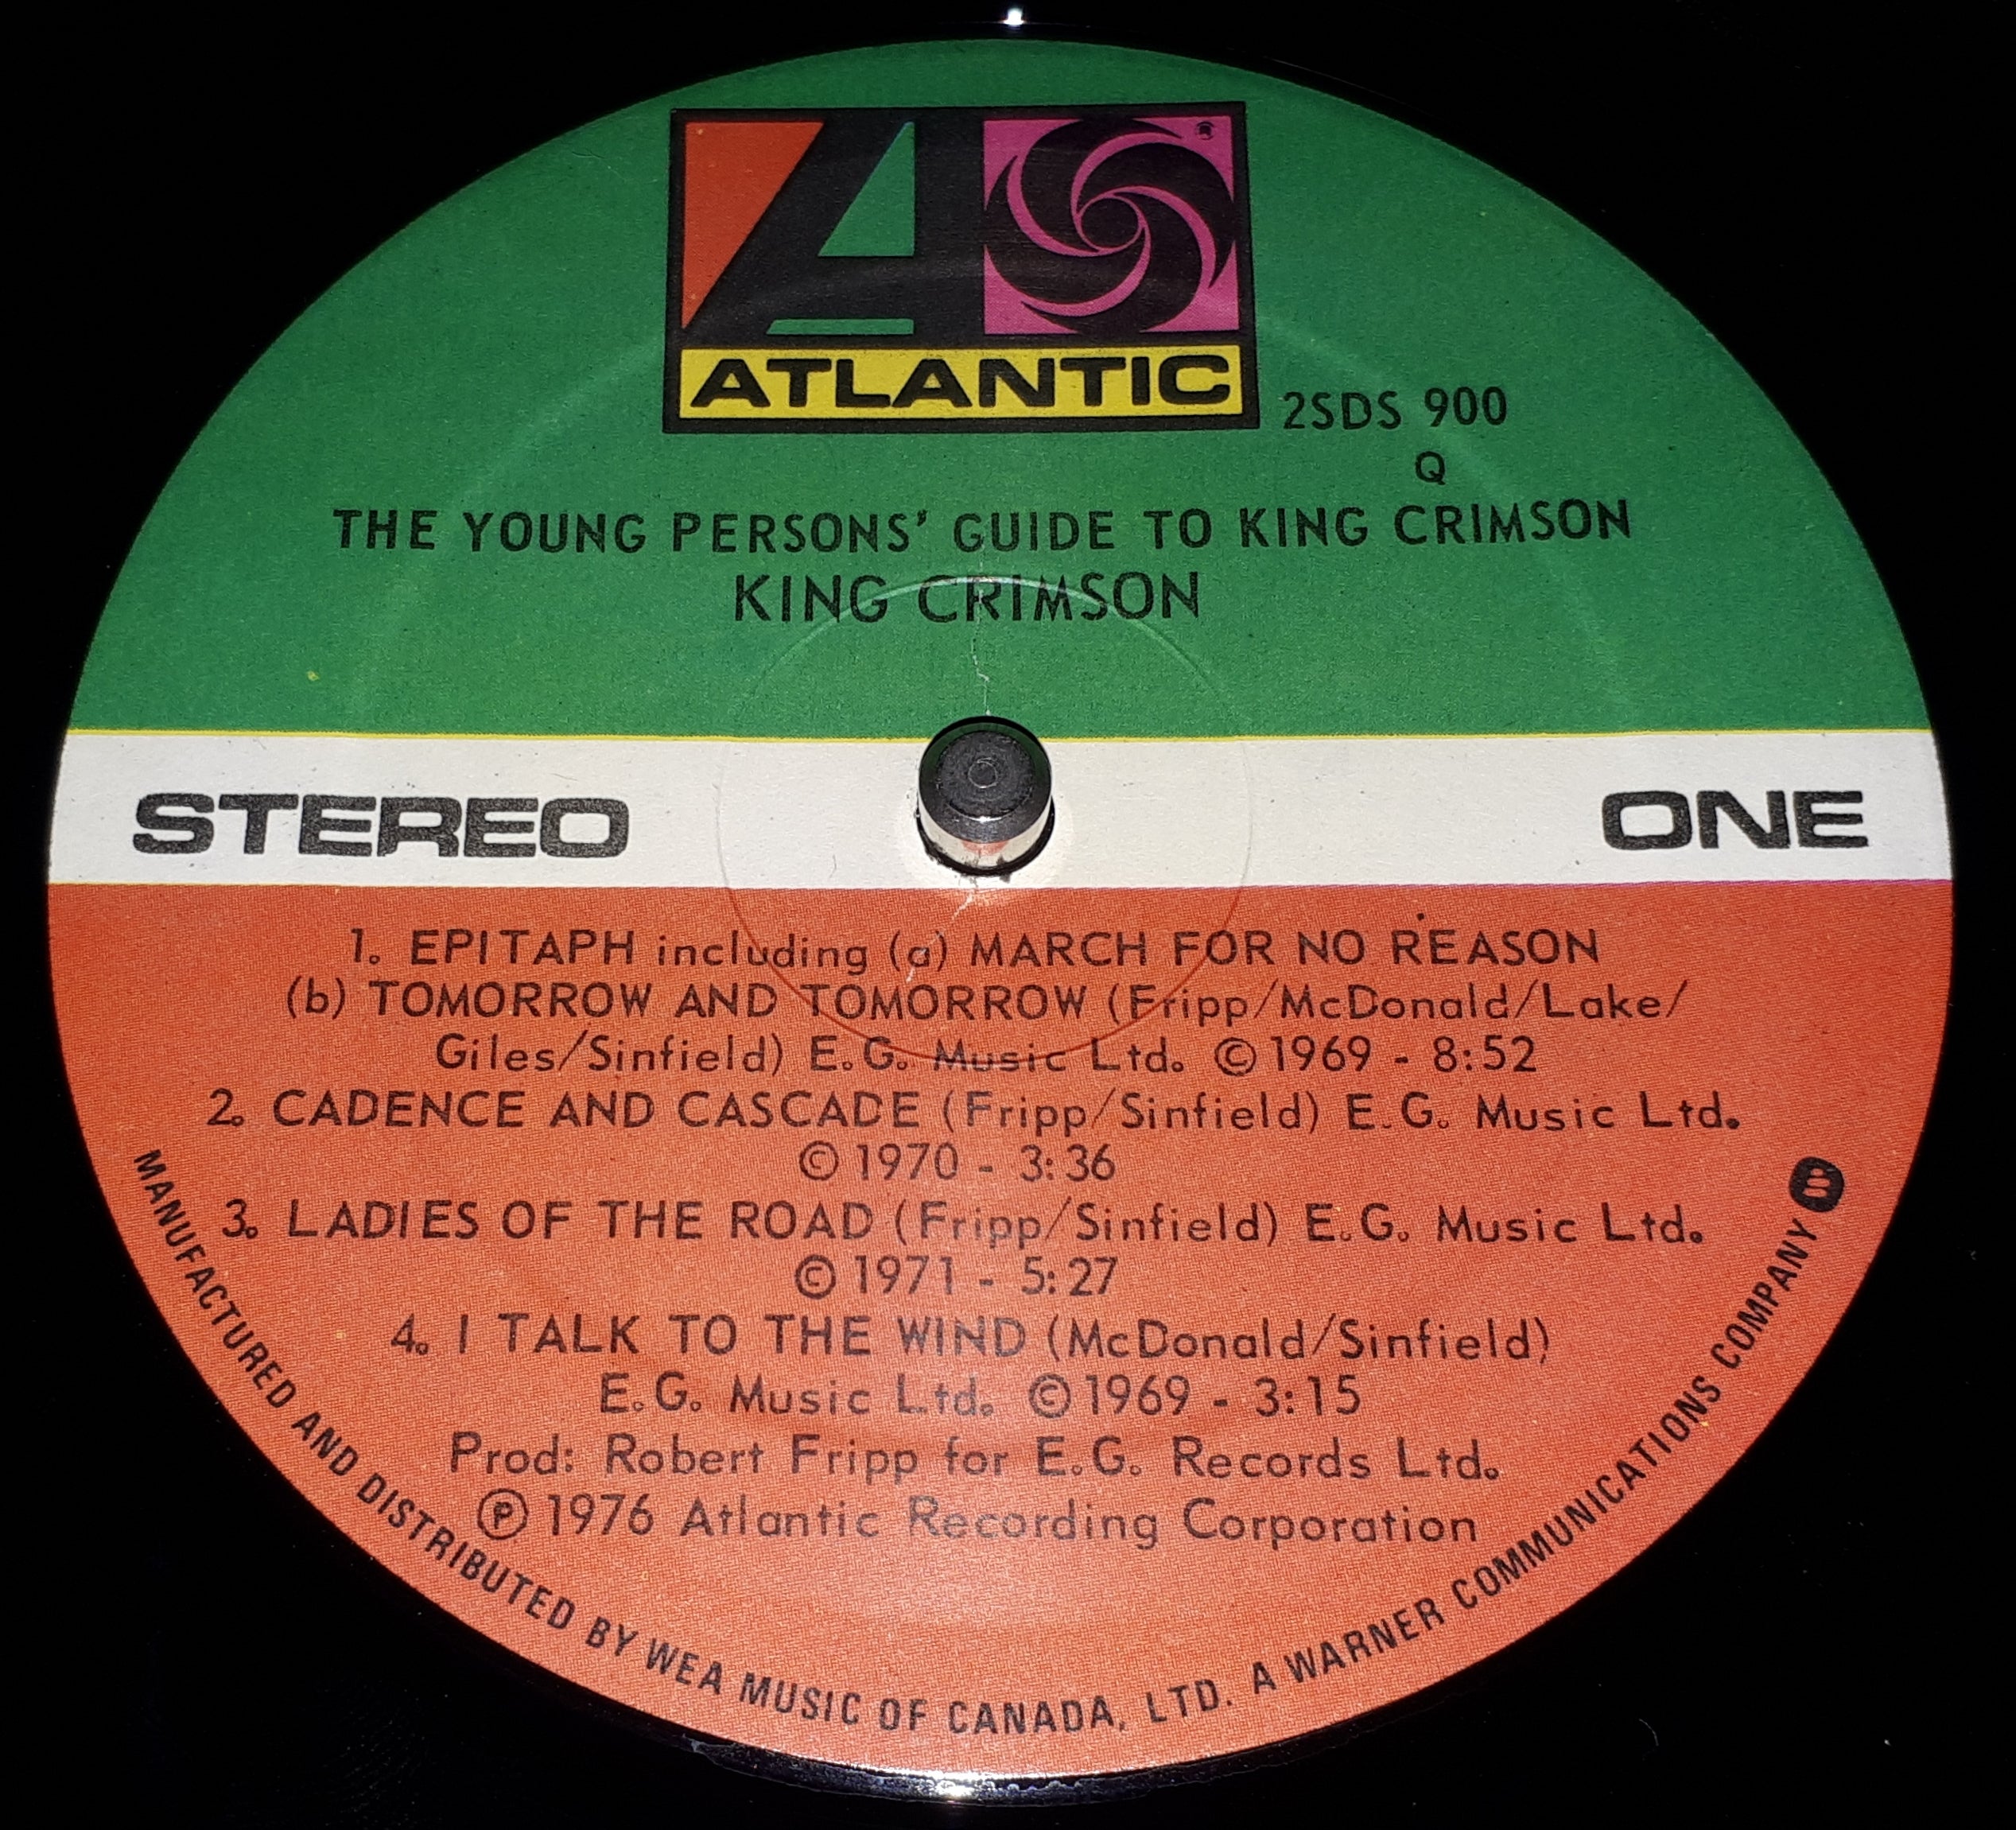 ATLANTIC
2SDS 900
Q
THE YOUNG PERSONS' GUIDE TO KING CRIMSON
KING CRIMSON
STEREO
ONE
1. EPITAPH including (a) MARCH FOR NO REASON
(b) TOMORROW AND TOMORROW (Fripp/McDonald/Lake/
Giles/Sinfield) E.G. Music Ltd. ©1969 - 8:52
2. CADENCE AND CASCADE (Fripp/Sinfield) E.G. Music Ltd.
©1970 - 3:36
3. LADIES OF THE ROAD (Fripp/Sinfield) E.G. Music Ltd.
©1971 - 5:27
4. I TALK TO THE WIND (McDonald/Sinfield)
E.G. Music Ltd. ©1969 - 3:15
Prod: Robert Fripp for E.G. Records Ltd.
℗ 1976 Atlantic Recording Corporation
MANUFACTURED AND DISTRIBUTED BY WEA MUSIC OF CANADA, LTD. A WARNER COMMUNICATIONS COMPANY